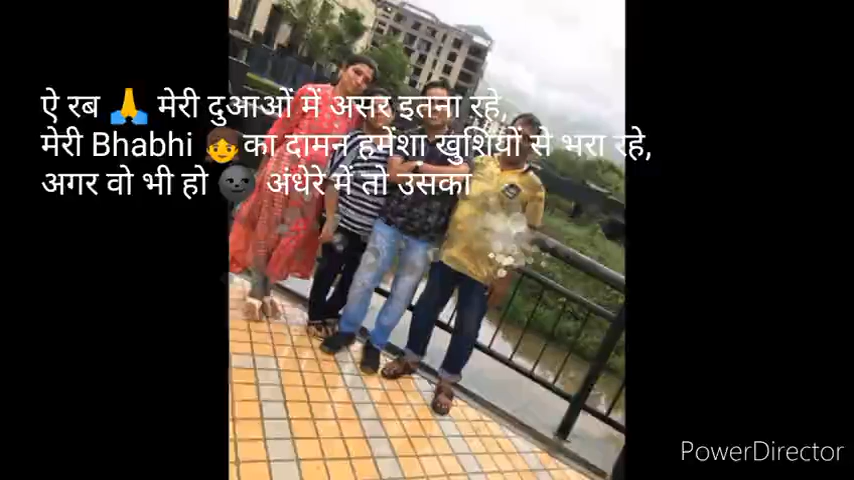 ऐ रब 🙏 मेरी दुआओं में असर इतना रहे,
मेरी Bhabhi 👧 का दामन हमेंशा खुशियों से भरा रहे,
अगर वो भी हो 🌚 अंधेरे में तो उसका
PowerDirector